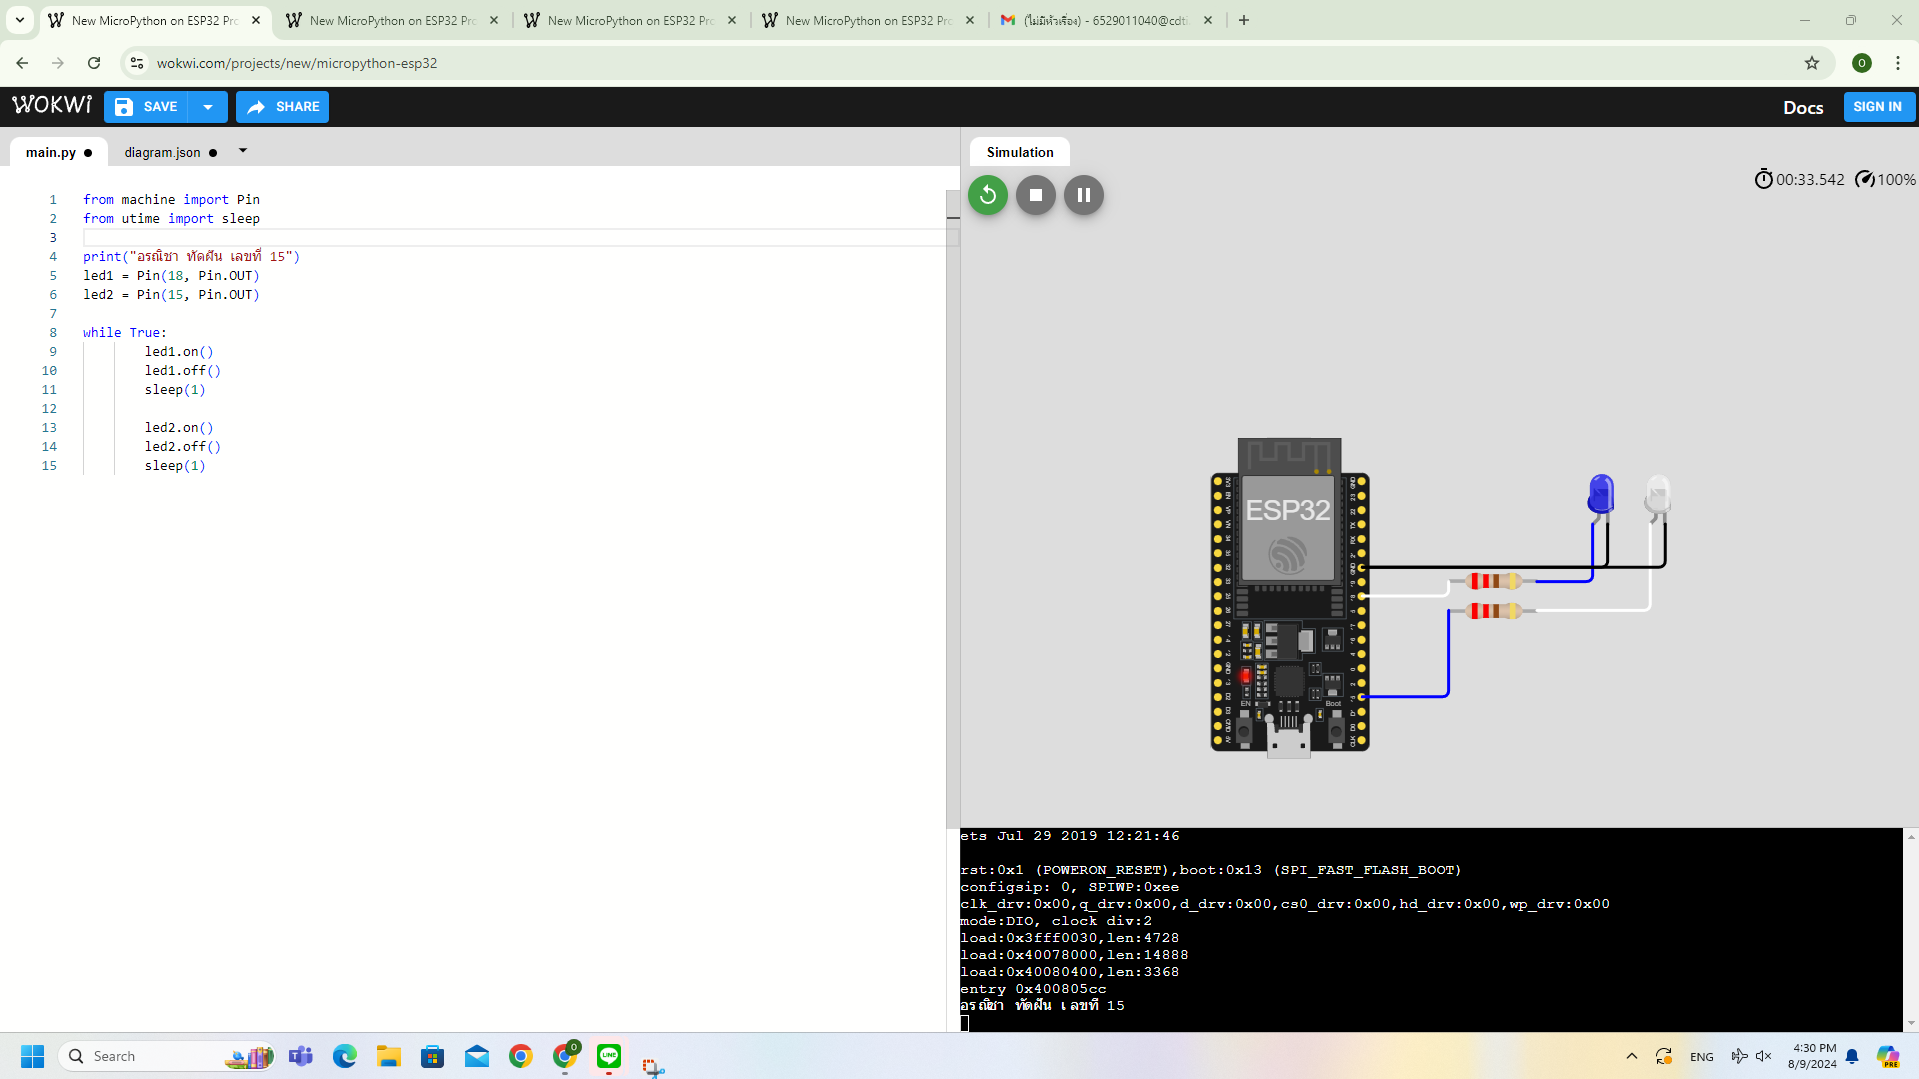 New MicroPython on ESP32 Pro
New MicroPython on ESP32 Pro
New MicroPython on ESP32 Pro
New MicroPython on ESP32 Pro
(ไม่มีหัวเรื่อง) - 6529011040@cdti
wokwi.com/projects/new/micropython-esp32
O
WOKWI
SAVE
SHARE
Docs
SIGN IN
main.py
diagram.json
Simulation
00:33.542
100%
1 from machine import Pin
2 from utime import sleep
3
4 print("อรณิชา ทัดฝัน เลขที่ 15")
5 led1 = Pin(18, Pin.OUT)
6 led2 = Pin(15, Pin.OUT)
7
8 while True:
9 led1.on()
10 led1.off()
11 sleep(1)
12
13 led2.on()
14 led2.off()
15 sleep(1)
ESP32
EN
Boot
ets Jul 29 2019 12:21:46
rst:0x1 (POWERON_RESET),boot:0x13 (SPI_FAST_FLASH_BOOT)
configsip: 0, SPIWP:0xee
clk_drv:0x00,q_drv:0x00,d_drv:0x00,cs0_drv:0x00,hd_drv:0x00,wp_drv:0x00
mode:DIO, clock div:2
load:0x3fff0030,len:4728
load:0x40078000,len:14888
load:0x40080400,len:3368
entry 0x400805cc
อรณิชา ทัดฝัน เลขที่ 15
Search
LINE
ENG
4:30 PM
8/9/2024
PRE